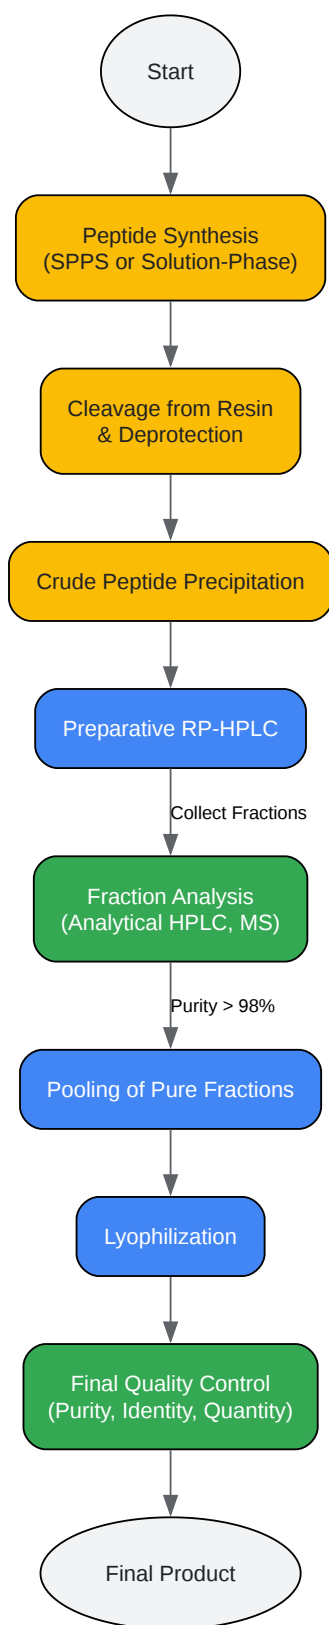 Start
Peptide Synthesis
(SPPS or Solution-Phase)
Cleavage from Resin
& Deprotection
Crude Peptide Precipitation
Preparative RP-HPLC
Collect Fractions
Fraction Analysis
(Analytical HPLC, MS)
Purity > 98%
Pooling of Pure Fractions
Lyophilization
Final Quality Control
(Purity, Identity, Quantity)
Final Product